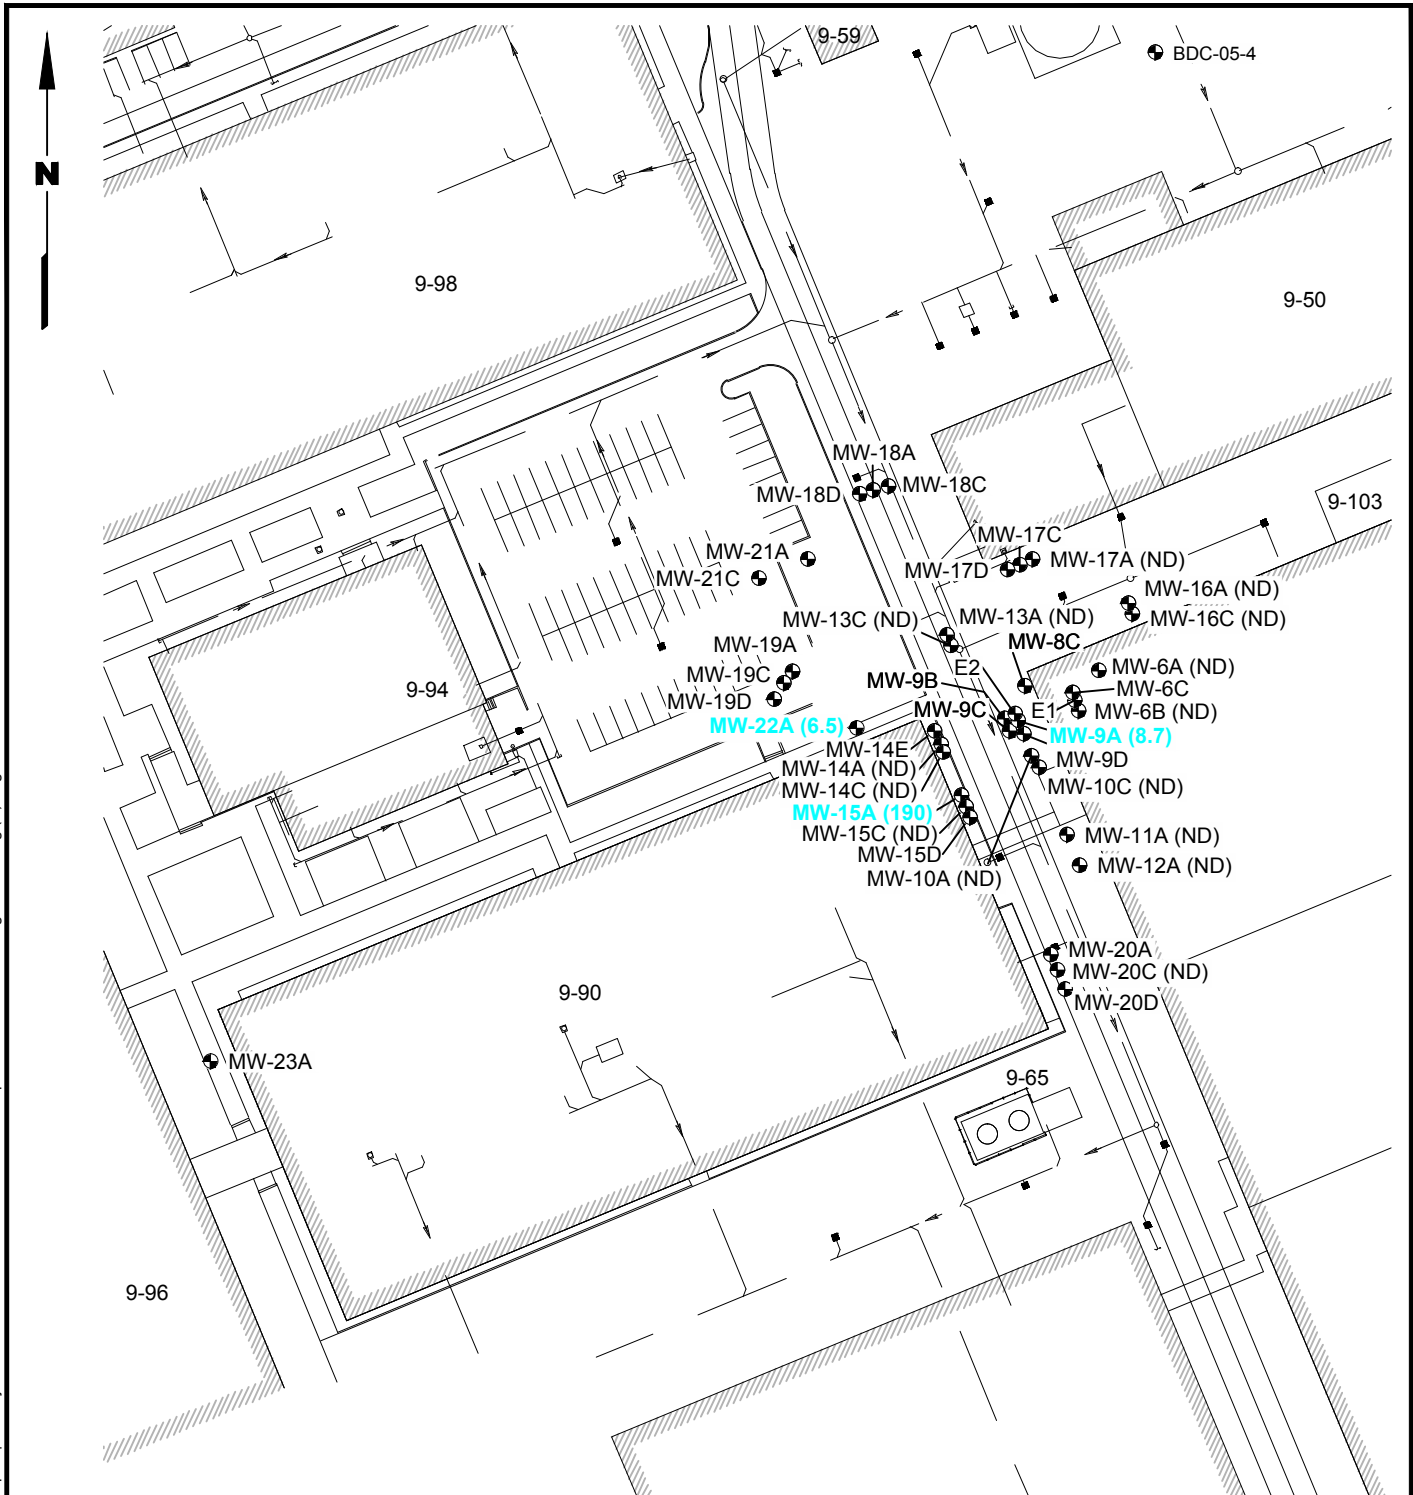 9-59
BDC-05-4
N
9-98
9-50
MW-18A
MW-18D
MW-18C
9-103
MW-17C
MW-21A
MW-17A (ND)
MW-21C
MW-17D
MW-16A (ND)
MW-13C (ND)
MW-13A (ND)
MW-16C (ND)
MW-19A
MW-8C
E2
MW-6A (ND)
MW-19C
MW-9B
9-94
MW-6C
MW-19D
MW-9C
E1
MW-6B (ND)
MW-22A (6.5)
MW-9A (8.7)
MW-14E
MW-9D
MW-14A (ND)
MW-14C (ND)
MW-10C (ND)
MW-15A (190)
MW-15C (ND)
MW-11A (ND)
MW-15D
MW-12A (ND)
MW-10A (ND)
MW-20A
MW-20C (ND)
9-90
MW-20D
MW-23A
9-65
9-96